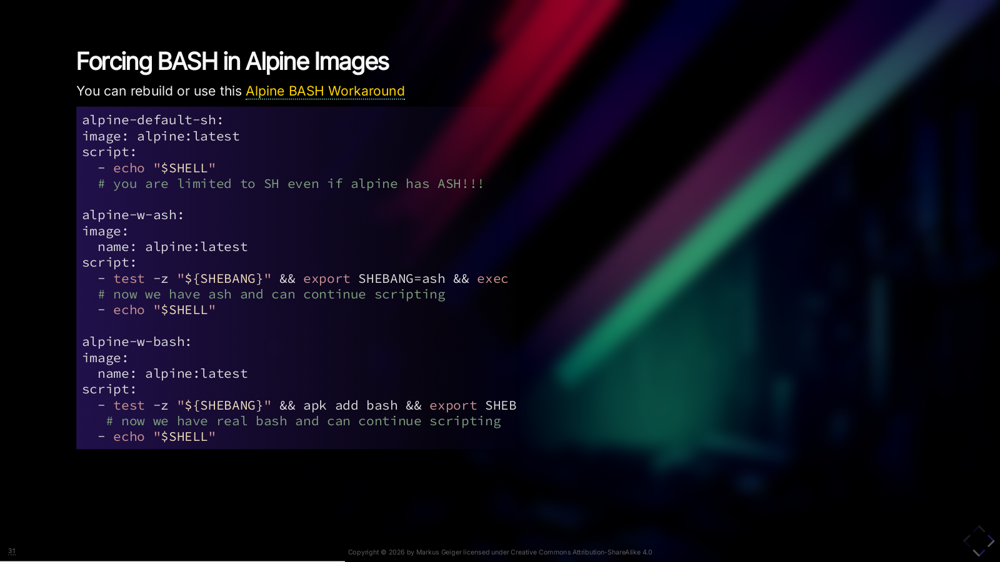 Forcing BASH in Alpine Images
You can rebuild or use this Alpine BASH Workaround
alpine-default-sh:
image: alpine:latest
script:
  - echo "$SHELL"
  # you are limited to SH even if alpine has ASH!!!

alpine-w-ash:
image:
  name: alpine:latest
script:
  - test -z "${SHEBANG}" && export SHEBANG=ash && exec
  # now we have ash and can continue scripting
  - echo "$SHELL"

alpine-w-bash:
image:
  name: alpine:latest
script:
  - test -z "${SHEBANG}" && apk add bash && export SHEB
   # now we have real bash and can continue scripting
  - echo "$SHELL"
31
Copyright © 2026 by Markus Geiger licensed under Creative Commons Attribution-ShareAlike 4.0